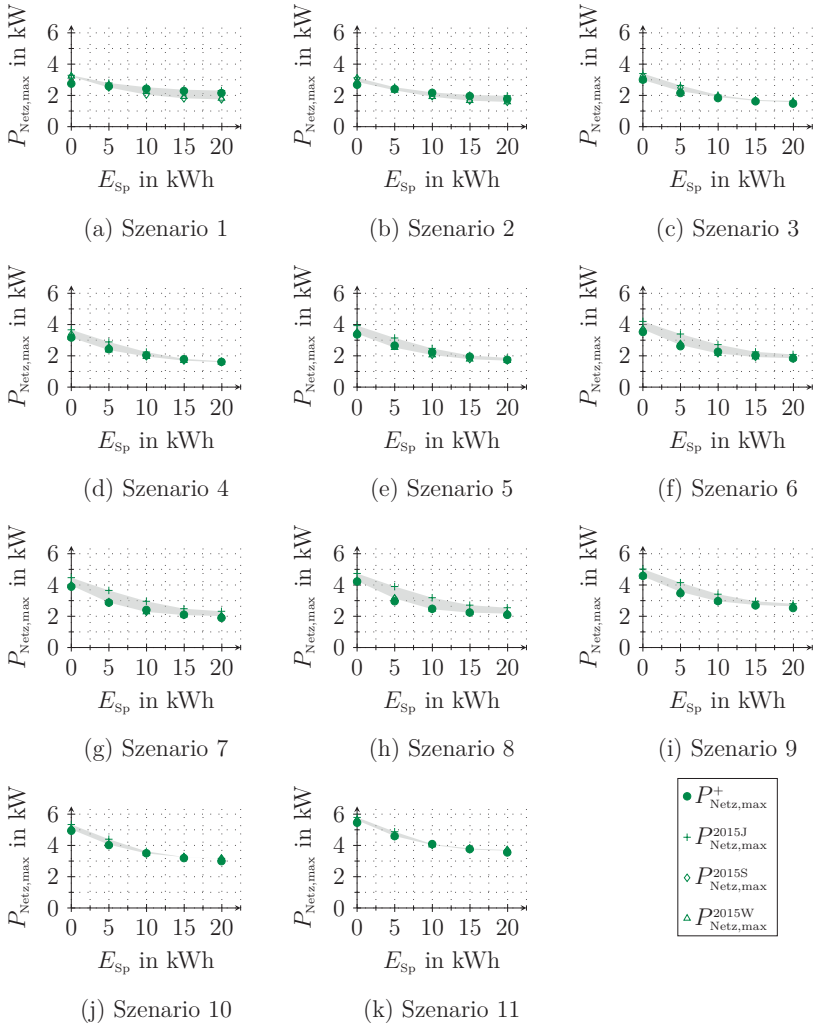 P_Netz,max in kW
6
4
2
0
0 5 10 15 20
E_Sp in kWh
(a) Szenario 1
P_Netz,max in kW
6
4
2
0
0 5 10 15 20
E_Sp in kWh
(b) Szenario 2
P_Netz,max in kW
6
4
2
0
0 5 10 15 20
E_Sp in kWh
(c) Szenario 3
P_Netz,max in kW
6
4
2
0
0 5 10 15 20
E_Sp in kWh
(d) Szenario 4
P_Netz,max in kW
6
4
2
0
0 5 10 15 20
E_Sp in kWh
(e) Szenario 5
P_Netz,max in kW
6
4
2
0
0 5 10 15 20
E_Sp in kWh
(f) Szenario 6
P_Netz,max in kW
6
4
2
0
0 5 10 15 20
E_Sp in kWh
(g) Szenario 7
P_Netz,max in kW
6
4
2
0
0 5 10 15 20
E_Sp in kWh
(h) Szenario 8
P_Netz,max in kW
6
4
2
0
0 5 10 15 20
E_Sp in kWh
(i) Szenario 9
P_Netz,max in kW
6
4
2
0
0 5 10 15 20
E_Sp in kWh
(j) Szenario 10
P_Netz,max in kW
6
4
2
0
0 5 10 15 20
E_Sp in kWh
(k) Szenario 11
P^+_Netz,max
P^2015J_Netz,max
P^2015S_Netz,max
P^2015W_Netz,max